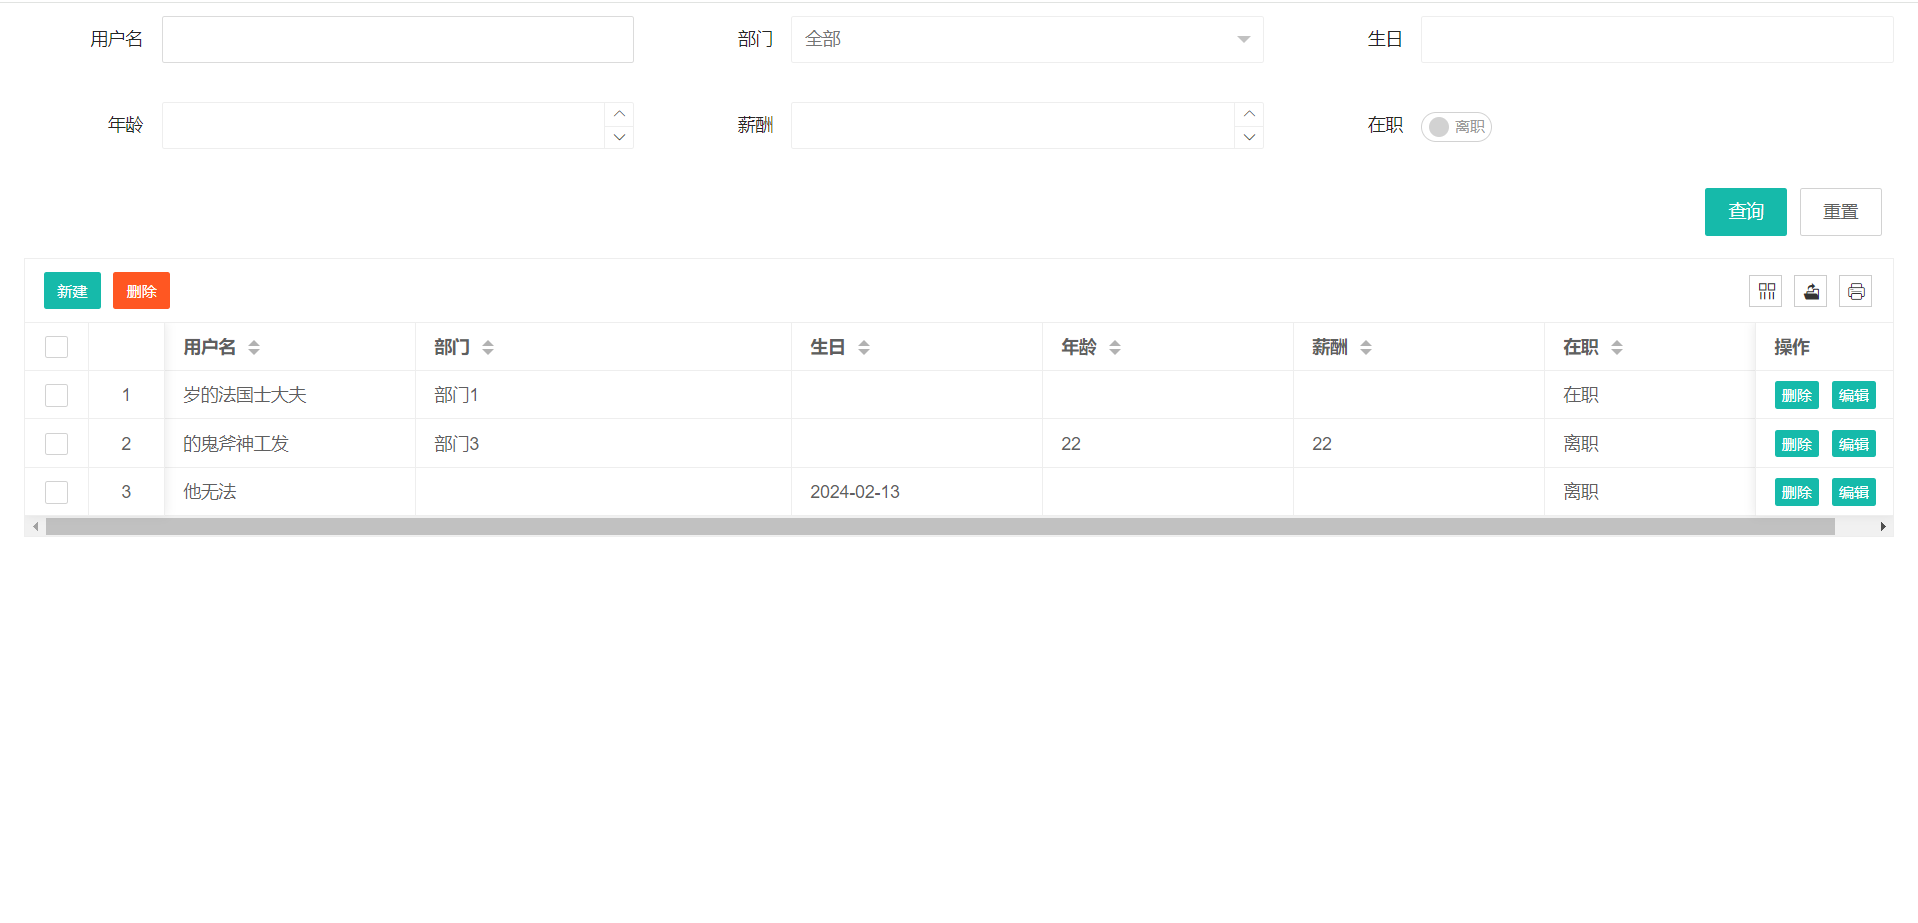 用户名 部门 全部 生日
年龄 薪酬 在职 离职
查询 重置
新建 删除
用户名 部门 生日 年龄 薪酬 在职 操作
1 岁的法国士大夫 部门1 在职 删除 编辑
2 的鬼斧神工发 部门3 22 22 离职 删除 编辑
3 他无法 2024-02-13 离职 删除 编辑